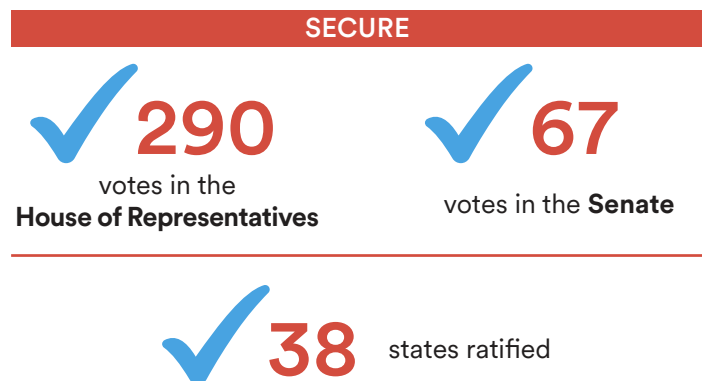 SECURE
290
votes in the
House of Representatives
67
votes in the Senate
38 states ratified